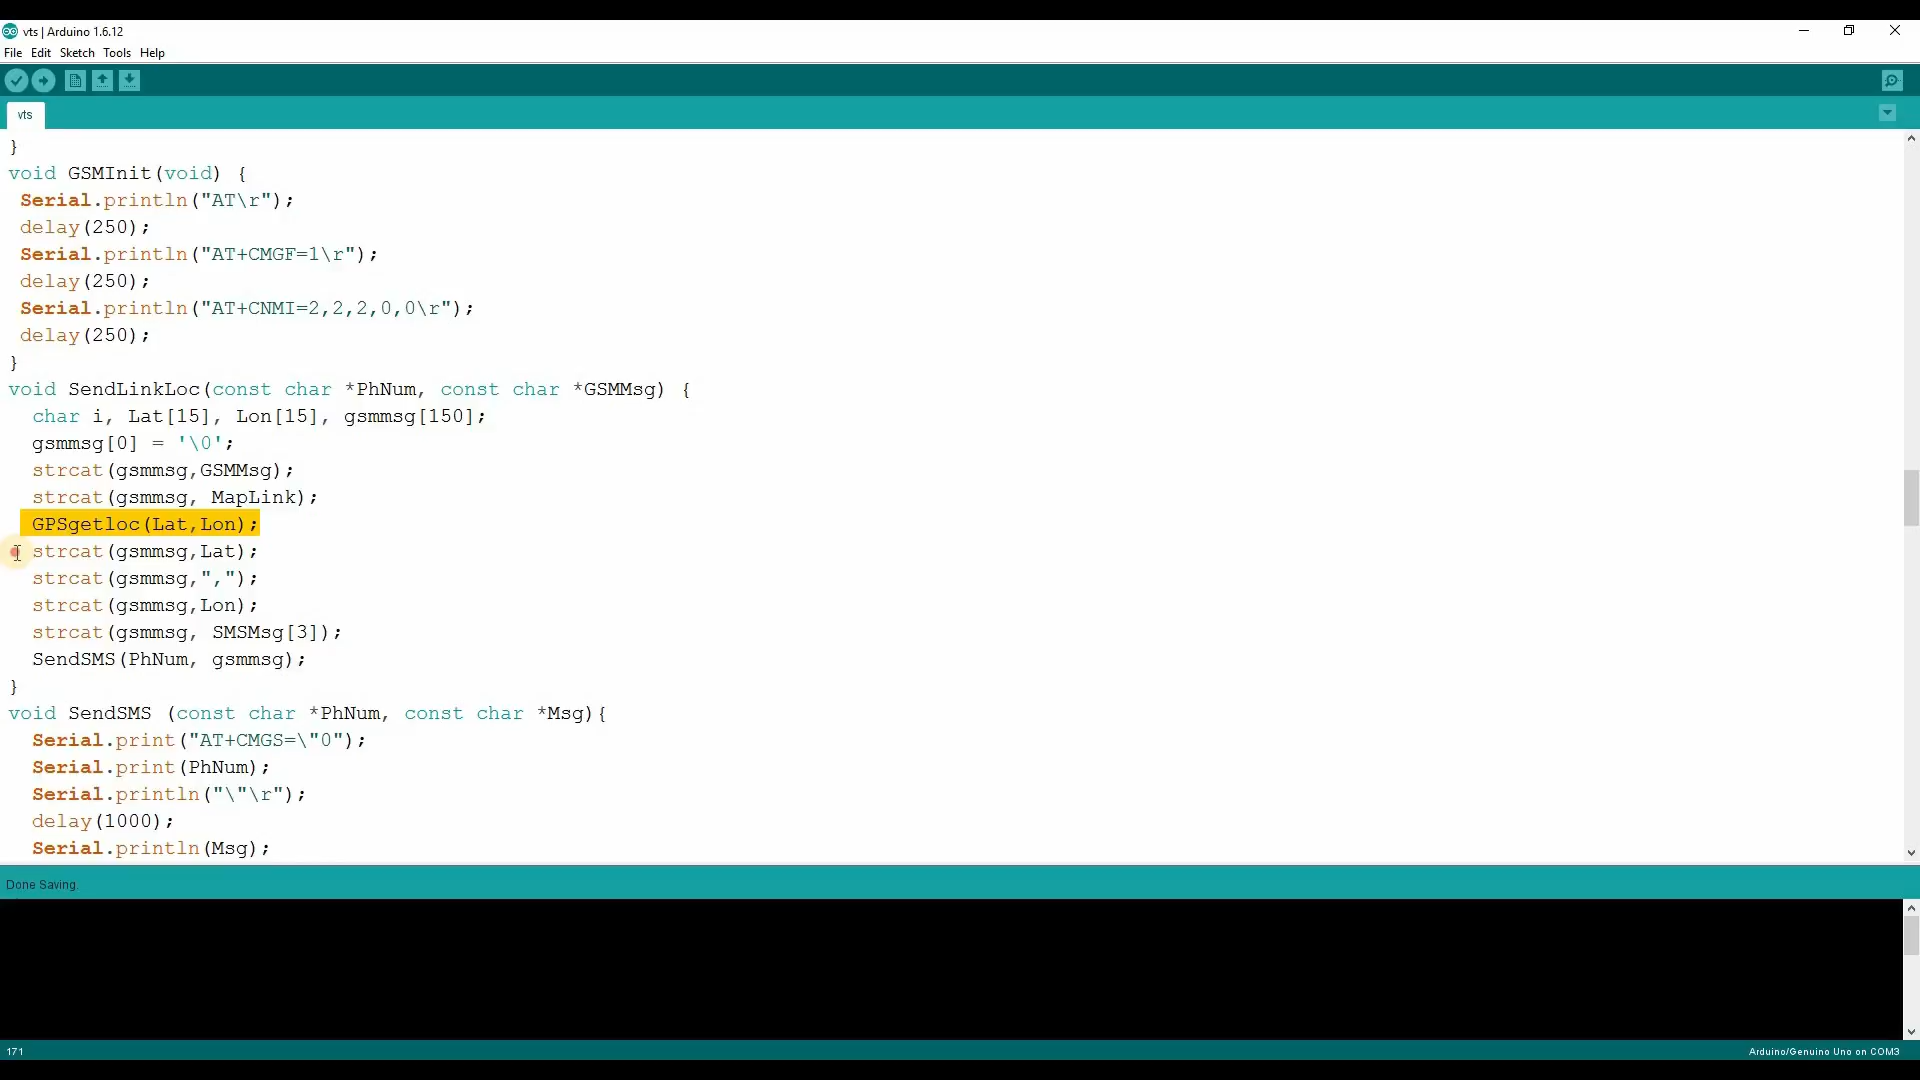 vts | Arduino 1.6.12
File Edit Sketch Tools Help
vts
}
void GSMInit(void) {
Serial.println("AT\r");
delay(250);
Serial.println("AT+CMGF=1\r");
delay(250);
Serial.println("AT+CNMI=2,2,2,0,0\r");
delay(250);
}
void SendLinkLoc(const char *PhNum, const char *GSMMsg) {
char i, Lat[15], Lon[15], gsmmsg[150];
gsmmsg[0] = '\0';
strcat(gsmmsg,GSMMsg);
strcat(gsmmsg, MapLink);
GPSgetloc(Lat,Lon);
strcat(gsmmsg,Lat);
strcat(gsmmsg,",");
strcat(gsmmsg,Lon);
strcat(gsmmsg, SMSMsg[3]);
SendSMS(PhNum, gsmmsg);
}
void SendSMS (const char *PhNum, const char *Msg){
Serial.print("AT+CMGS=\"0");
Serial.print(PhNum);
Serial.println("\"\r");
delay(1000);
Serial.println(Msg);
Done Saving.
171
Arduino/Genuino Uno on COM3